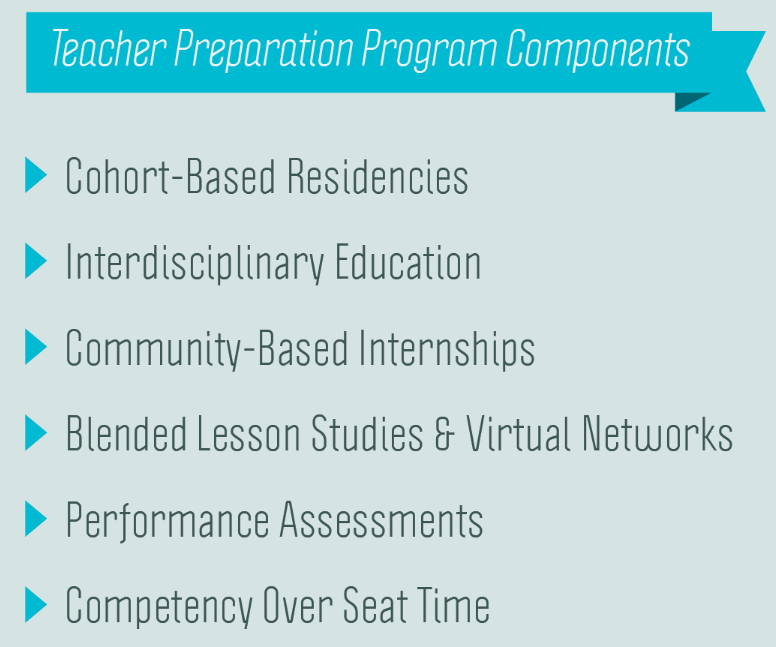 Teacher Preparation Program Components
Cohort-Based Residencies
Interdisciplinary Education
Community-Based Internships
Blended Lesson Studies & Virtual Networks
Performance Assessments
Competency Over Seat Time